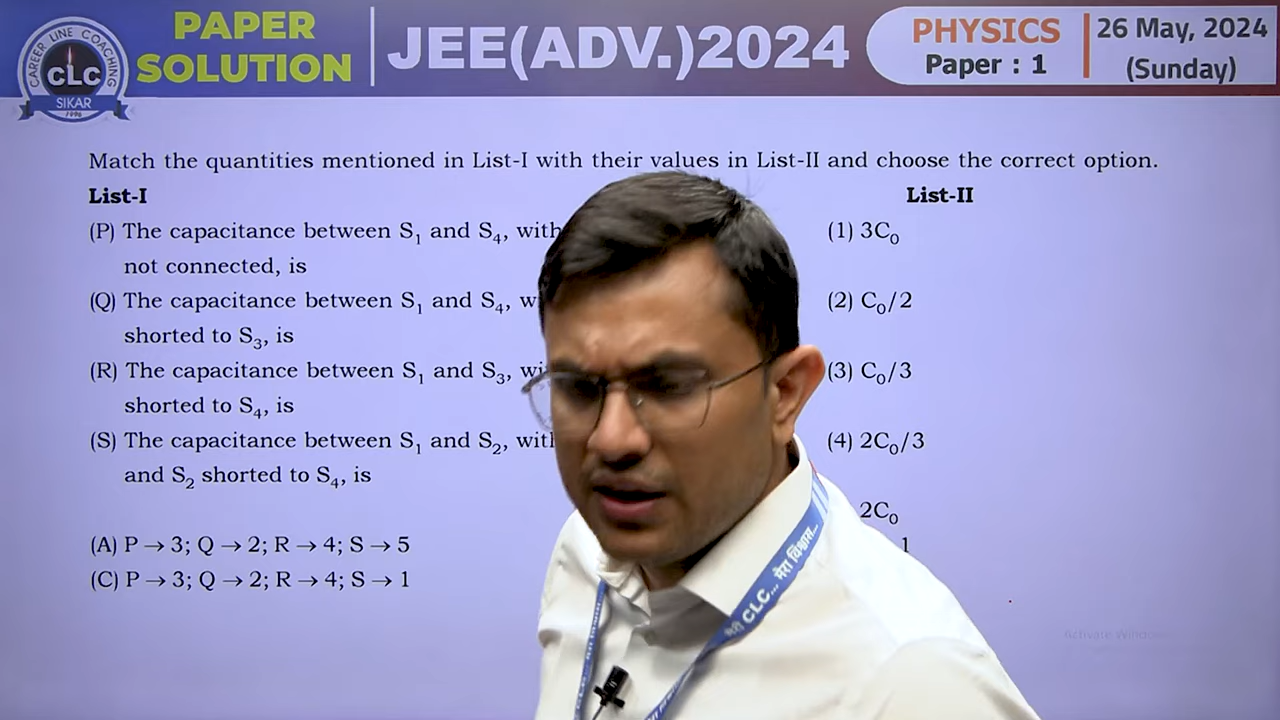 CAREER LINE COACHING
CLC
SIKAR
1996
PAPER
SOLUTION
JEE(ADV.)2024
PHYSICS
Paper : 1
26 May, 2024
(Sunday)
Match the quantities mentioned in List-I with their values in List-II and choose the correct option.
List-I List-II
(P) The capacitance between S₁ and S₄, with (1) 3C₀
not connected, is
(Q) The capacitance between S₁ and S₄, (2) C₀/2
shorted to S₃, is
(R) The capacitance between S₁ and S₃, (3) C₀/3
shorted to S₄, is
(S) The capacitance between S₁ and S₂, (4) 2C₀/3
and S₂ shorted to S₄, is
2C₀
(A) P → 3; Q → 2; R → 4; S → 5 1
(C) P → 3; Q → 2; R → 4; S → 1
CLC... मेरा विश्वास...
Activate Windo